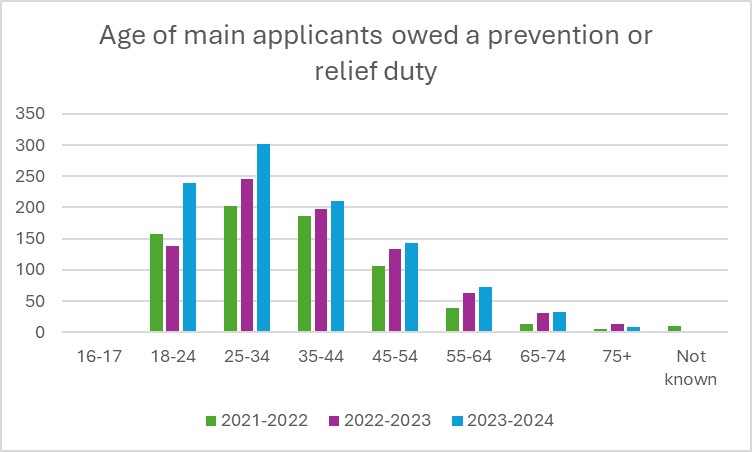 Age of main applicants owed a prevention or
relief duty
350
300
250
200
150
100
50
0
16-17 18-24 25-34 35-44 45-54 55-64 65-74 75+ Not
known
2021-2022 2022-2023 2023-2024